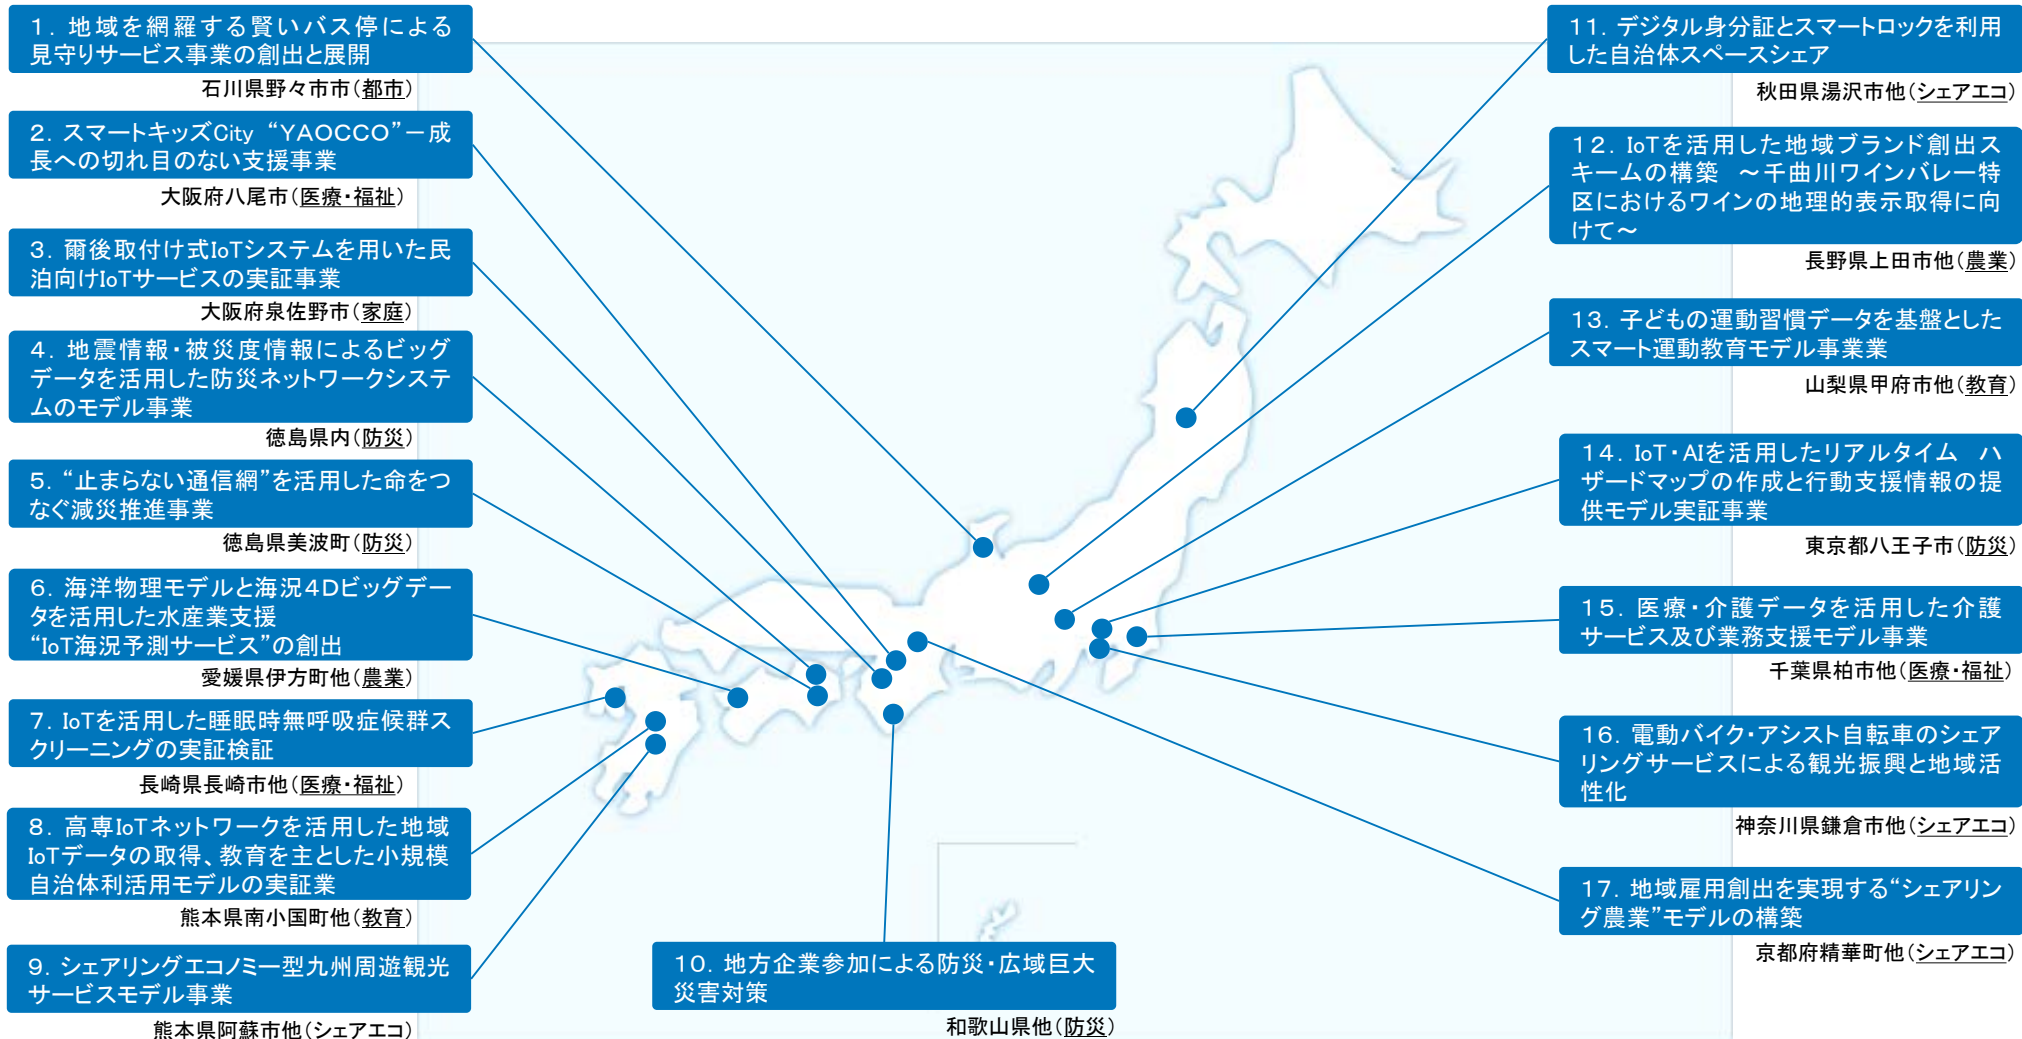 1．地域を網羅する賢いバス停による
見守りサービス事業の創出と展開
石川県野々市市（都市）
2．スマートキッズCity “YAOCCO”－成
長への切れ目のない支援事業
大阪府八尾市（医療・福祉）
3．爾後取付け式IoTシステムを用いた民
泊向けIoTサービスの実証事業
大阪府泉佐野市（家庭）
4．地震情報・被災度情報によるビッグ
データを活用した防災ネットワークシステ
ムのモデル事業
徳島県内（防災）
5．“止まらない通信網”を活用した命をつ
なぐ減災推進事業
徳島県美波町（防災）
6．海洋物理モデルと海況4Dビッグデー
タを活用した水産業支援
“IoT海況予測サービス”の創出
愛媛県伊方町他（農業）
7．IoTを活用した睡眠時無呼吸症候群ス
クリーニングの実証検証
長崎県長崎市他（医療・福祉）
8．高専IoTネットワークを活用した地域
IoTデータの取得、教育を主とした小規模
自治体利活用モデルの実証業
熊本県南小国町他（教育）
9．シェアリングエコノミー型九州周遊観光
サービスモデル事業
熊本県阿蘇市他（シェアエコ）
10．地方企業参加による防災・広域巨大
災害対策
和歌山県他（防災）
11．デジタル身分証とスマートロックを利用
した自治体スペースシェア
秋田県湯沢市他（シェアエコ）
12．IoTを活用した地域ブランド創出ス
キームの構築　～千曲川ワインバレー特
区におけるワインの地理的表示取得に向
けて～
長野県上田市他（農業）
13．子どもの運動習慣データを基盤とした
スマート運動教育モデル事業業
山梨県甲府市他（教育）
14．IoT・AIを活用したリアルタイム　ハ
ザードマップの作成と行動支援情報の提
供モデル実証事業
東京都八王子市（防災）
15．医療・介護データを活用した介護
サービス及び業務支援モデル事業
千葉県柏市他（医療・福祉）
16．電動バイク・アシスト自転車のシェア
リングサービスによる観光振興と地域活
性化
神奈川県鎌倉市他（シェアエコ）
17．地域雇用創出を実現する“シェアリン
グ農業”モデルの構築
京都府精華町他（シェアエコ）